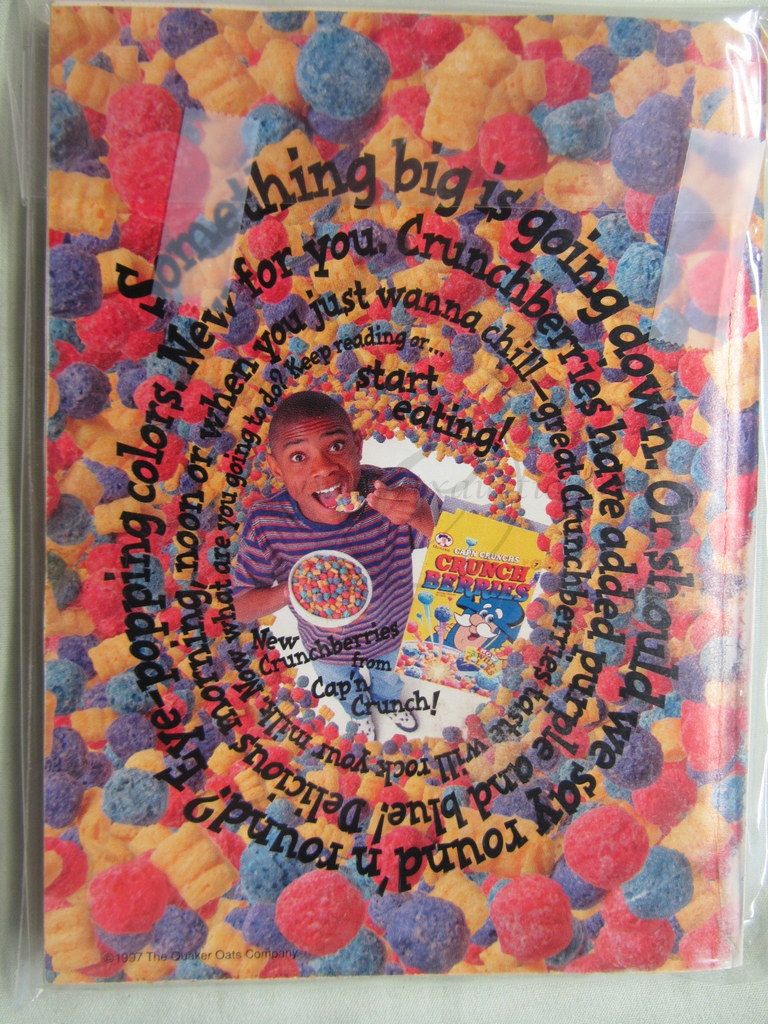 Something big is going down. Or should we say 'round 'n round? Eye-popping colors. New for you. Crunchberries have added purple and blue! Delicious morning, noon or when you just wanna chill—great Crunchberries taste will rock your milk. Now what are you going to do? Keep reading or...
start
eating!
CAP'N CRUNCH'S
CRUNCH
BERRIES
New
Crunchberries
from
Cap'n
Crunch!
©1997 The Quaker Oats Company